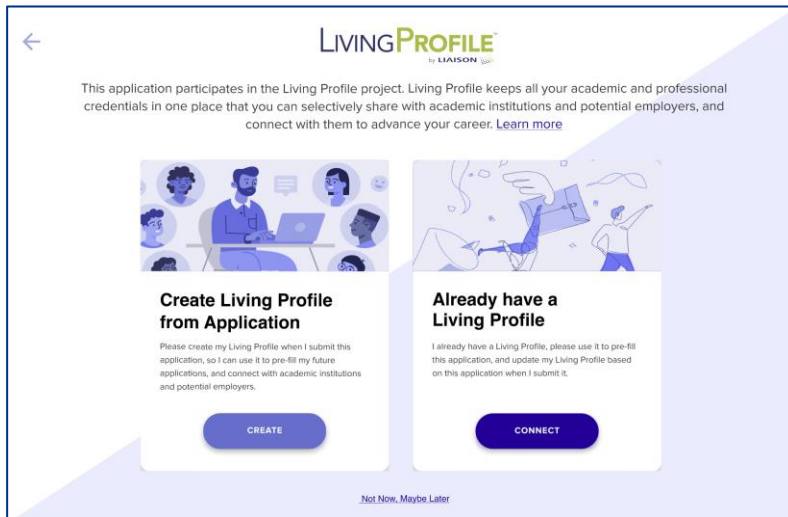 LIVINGPROFILE™
by LIAISON
This application participates in the Living Profile project. Living Profile keeps all your academic and professional
credentials in one place that you can selectively share with academic institutions and potential employers, and
connect with them to advance your career. Learn more
Create Living Profile
from Application
Please create my Living Profile when I submit this
application, so I can use it to pre-fill my future
applications, and connect with academic institutions
and potential employers.
CREATE
Already have a
Living Profile
I already have a Living Profile, please use it to pre-fill
this application, and update my Living Profile based
on this application when I submit it.
CONNECT
Not Now, Maybe Later